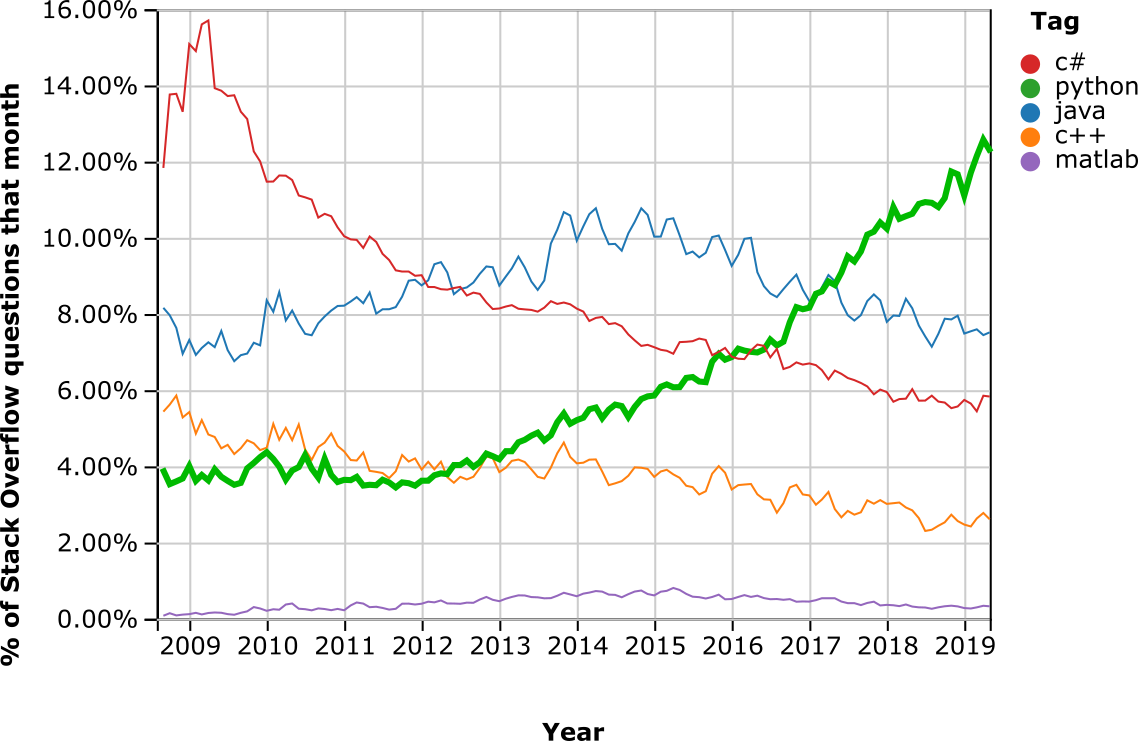 % of Stack Overflow questions that month
16.00%
14.00%
12.00%
10.00%
8.00%
6.00%
4.00%
2.00%
0.00%
2009 2010 2011 2012 2013 2014 2015 2016 2017 2018 2019
Year
Tag
c#
python
java
c++
matlab